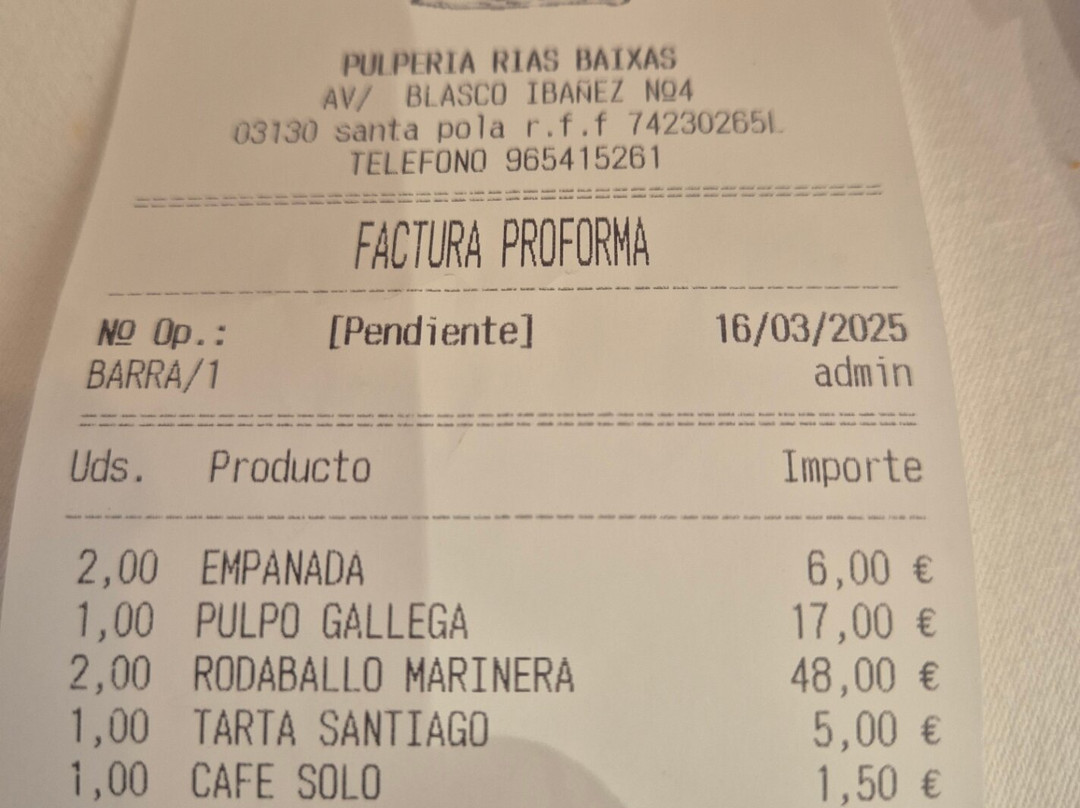 PULPERIA RIAS BAIXAS
AV/ BLASCO IBAÑEZ Nº4
03130 santa pola r.f.f 74230265L
TELEFONO 965415261
FACTURA PROFORMA
Nº Op.: [Pendiente] 16/03/2025
BARRA/1 admin
Uds. Producto Importe
2,00 EMPANADA 6,00 €
1,00 PULPO GALLEGA 17,00 €
2,00 RODABALLO MARINERA 48,00 €
1,00 TARTA SANTIAGO 5,00 €
1,00 CAFE SOLO 1,50 €